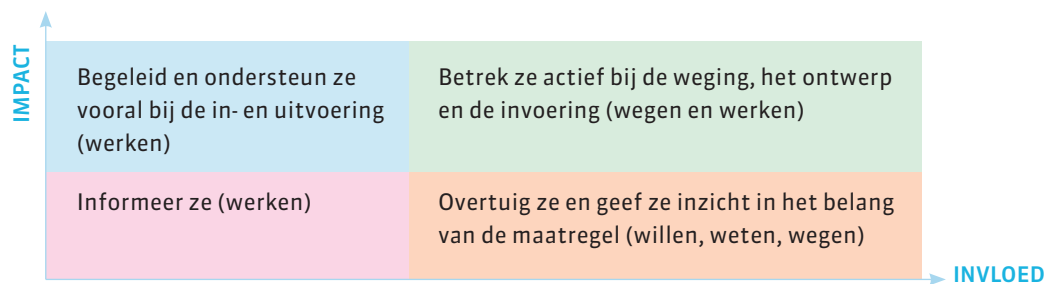 IMPACT
Begeleid en ondersteun ze
vooral bij de in- en uitvoering
(werken)
Betrek ze actief bij de weging, het ontwerp
en de invoering (wegen en werken)
Informeer ze (werken)
Overtuig ze en geef ze inzicht in het belang
van de maatregel (willen, weten, wegen)
INVLOED